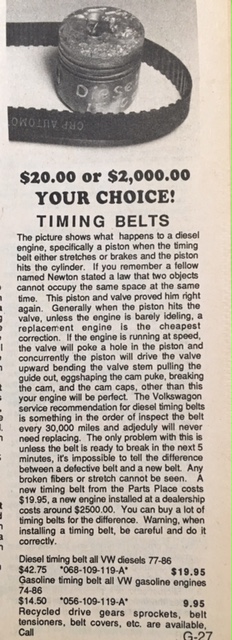 Diese
CRP AUTOMO
$20.00 or $2,000.00
YOUR CHOICE!
TIMING BELTS
The picture shows what happens to a diesel
engine, specifically a piston when the timing
belt either stretches or brakes and the piston
hits the cylinder. If you remember a fellow
named Newton stated a law that two objects
cannot occupy the same space at the same
time. This piston and valve proved him right
again. Generally when the piston hits the
valve, unless the engine is barely ideling, a
replacement engine is the cheapest
correction. If the engine is running at speed,
the valve will poke a hole in the piston and
concurrently the piston will drive the valve
upward bending the valve stem pulling the
guide out, eggshaping the cam puke, breaking
the cam, and the cam caps, other than this
your engine will be perfect. The Volkswagon
service recommendation for diesel timing belts
is something in the order of inspect the belt
every 30,000 miles and adjeduly will never
need replacing. The only problem with this is
unless the belt is ready to break in the next 5
minutes, it's impossible to tell the difference
between a defective belt and a new belt. Any
broken fibers or stretch cannot be seen. A
new timing belt from the Parts Place costs
$19.95, a new engine installed at a dealership
costs around $2500.00. You can buy a lot of
timing belts for the difference. Warning, when
installing a timing belt, be careful and do it
correctly.
Diesel timing belt all VW diesels 77-86
$42.75 *068-109-119-A* $19.95
Gasoline timing belt all VW gasoline engines
74-86
$14.50 *056-109-119-A* 9.95
Recycled drive gears sprockets, belt
tensioners, belt covers, etc. are available,
Call
G-27